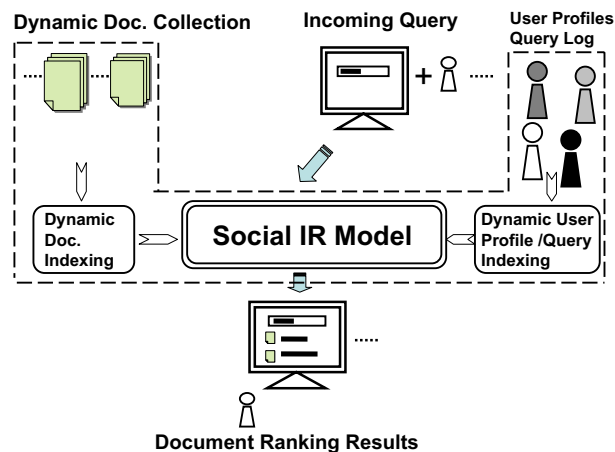 Dynamic Doc. Collection
Incoming Query
User Profiles
Query Log
Dynamic
Doc.
Indexing
Social IR Model
Dynamic User
Profile /Query
Indexing
Document Ranking Results